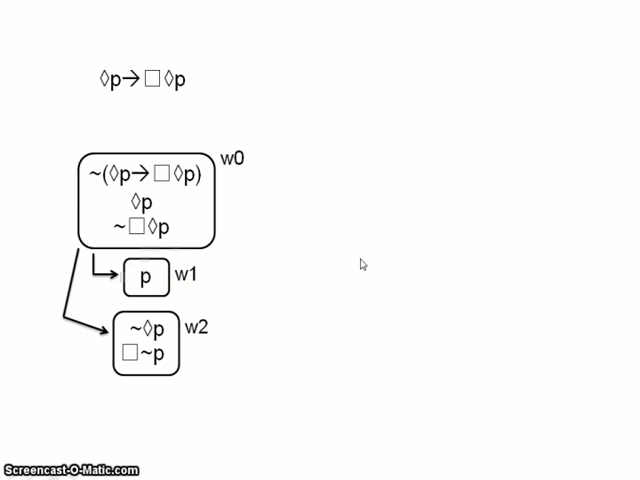 ◊p→□◊p
w0
~(◊p→□◊p)
◊p
~□◊p
p w1
~◊p w2
□~p
Screencast-O-Matic.com